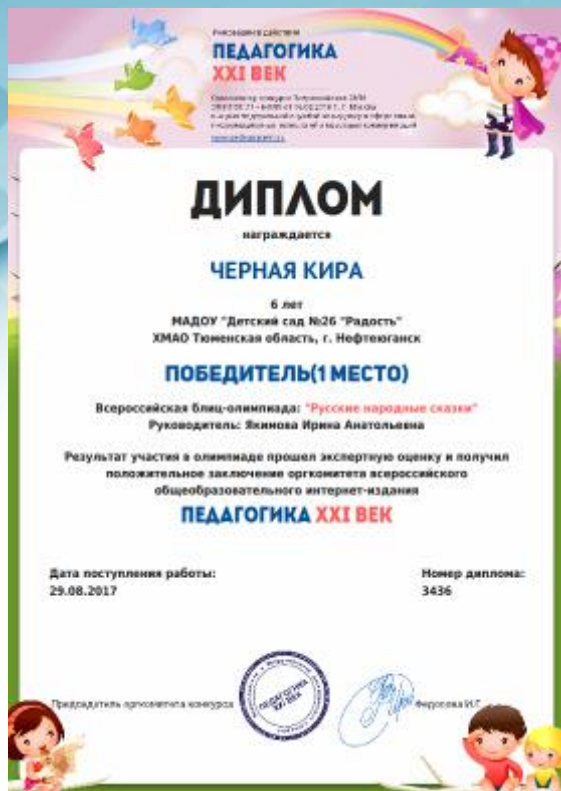 ПЕДАГОГИКА
XXI ВЕК
ДИПЛОМ
награждается
ЧЕРНАЯ КИРА
6 лет
МАДОУ "Детский сад №26 "Радость"
ХМАО Тюменская область, г. Нефтеюганск
ПОБЕДИТЕЛЬ(1 МЕСТО)
Всероссийская блиц-олимпиада: "Русские народные сказки"
Руководитель: Якимова Ирина Анатольевна
Результат участия в олимпиаде прошел экспертную оценку и получил
положительное заключение оргкомитета всероссийского
общеобразовательного интернет-издания
ПЕДАГОГИКА XXI ВЕК
Дата поступления работы:
29.08.2017
Номер диплома:
3436
Председатель оргкомитета конкурса
ПЕДАГОГИКА
XXI ВЕК